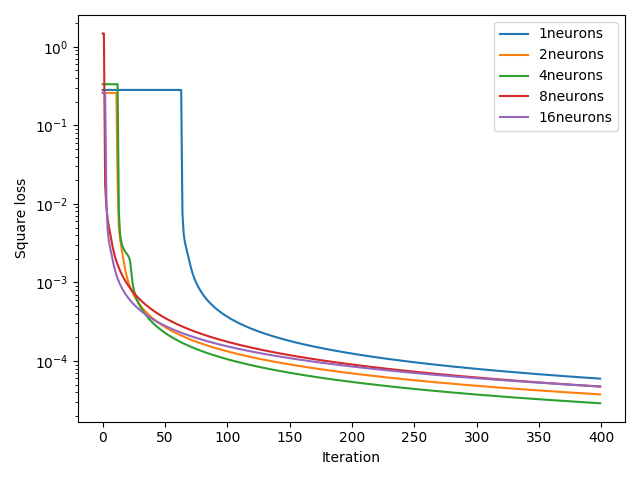 1neurons
2neurons
4neurons
8neurons
16neurons
Square loss
10⁰
10⁻¹
10⁻²
10⁻³
10⁻⁴
0 50 100 150 200 250 300 350 400
Iteration